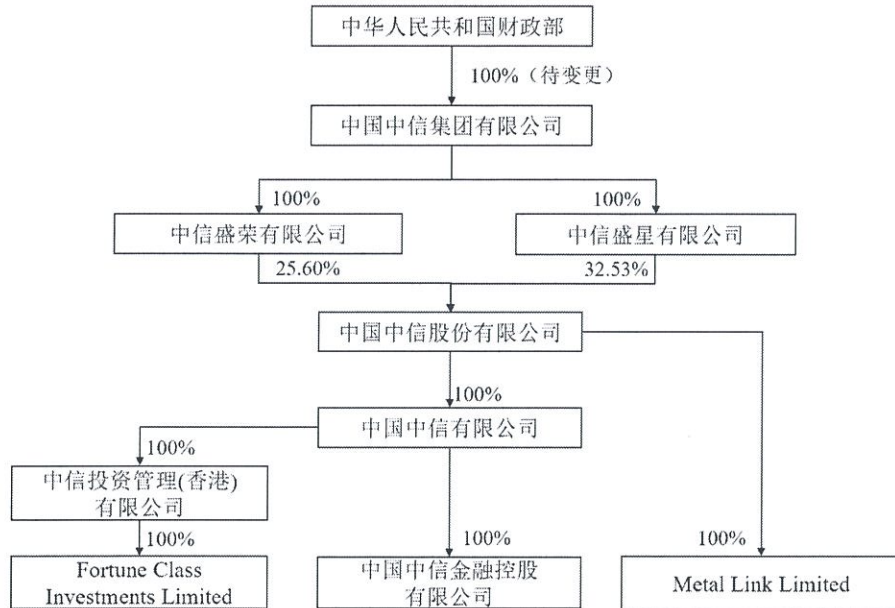 中华人民共和国财政部
100%（待变更）
中国中信集团有限公司
100%
100%
中信盛荣有限公司
中信盛星有限公司
25.60%
32.53%
中国中信股份有限公司
100%
中国中信有限公司
100%
中信投资管理(香港)
有限公司
100%
100%
100%
Fortune Class
Investments Limited
中国中信金融控股
有限公司
Metal Link Limited